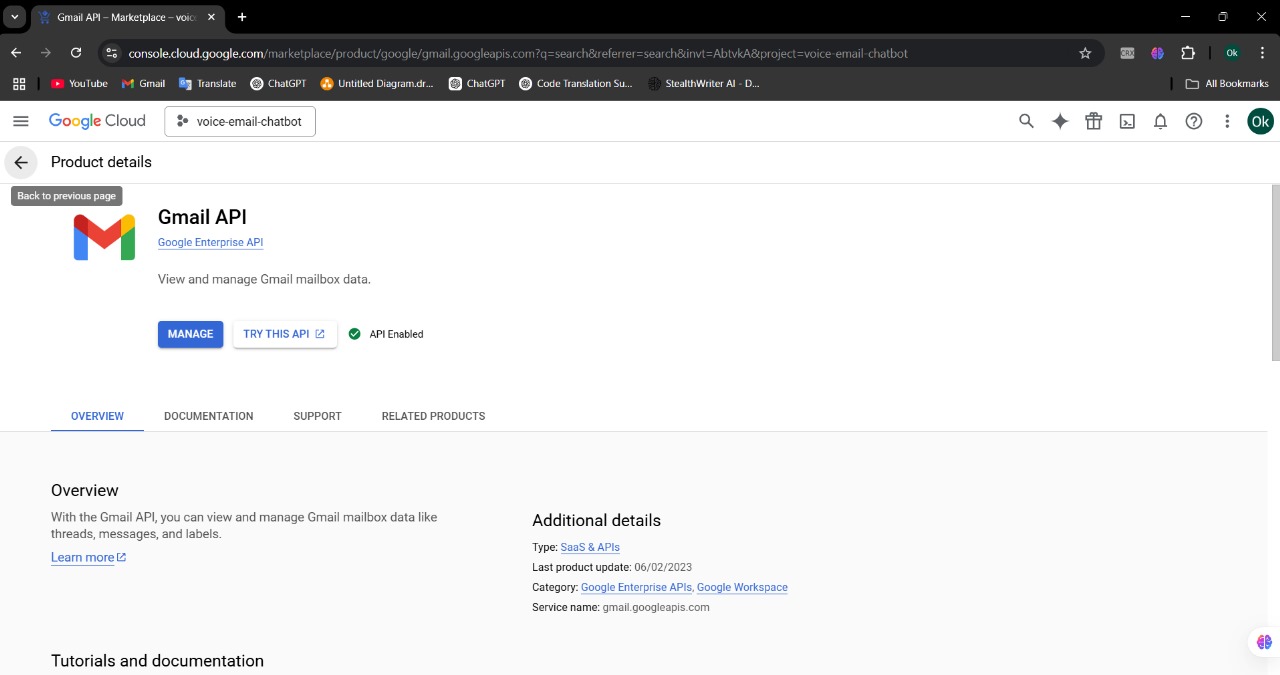 Gmail API – Marketplace – voic
console.cloud.google.com/marketplace/product/google/gmail.googleapis.com?q=search&referrer=search&invt=AbtvkA&project=voice-email-chatbot
CRX
Ok
YouTube
Gmail
Translate
ChatGPT
Untitled Diagram.dr...
ChatGPT
Code Translation Su...
StealthWriter AI - D...
All Bookmarks
Google Cloud
voice-email-chatbot
Ok
Product details
Back to previous page
Gmail API
Google Enterprise API
View and manage Gmail mailbox data.
MANAGE
TRY THIS API
API Enabled
OVERVIEW
DOCUMENTATION
SUPPORT
RELATED PRODUCTS
Overview
With the Gmail API, you can view and manage Gmail mailbox data like
threads, messages, and labels.
Learn more
Additional details
Type: SaaS & APIs
Last product update: 06/02/2023
Category: Google Enterprise APIs, Google Workspace
Service name: gmail.googleapis.com
Tutorials and documentation